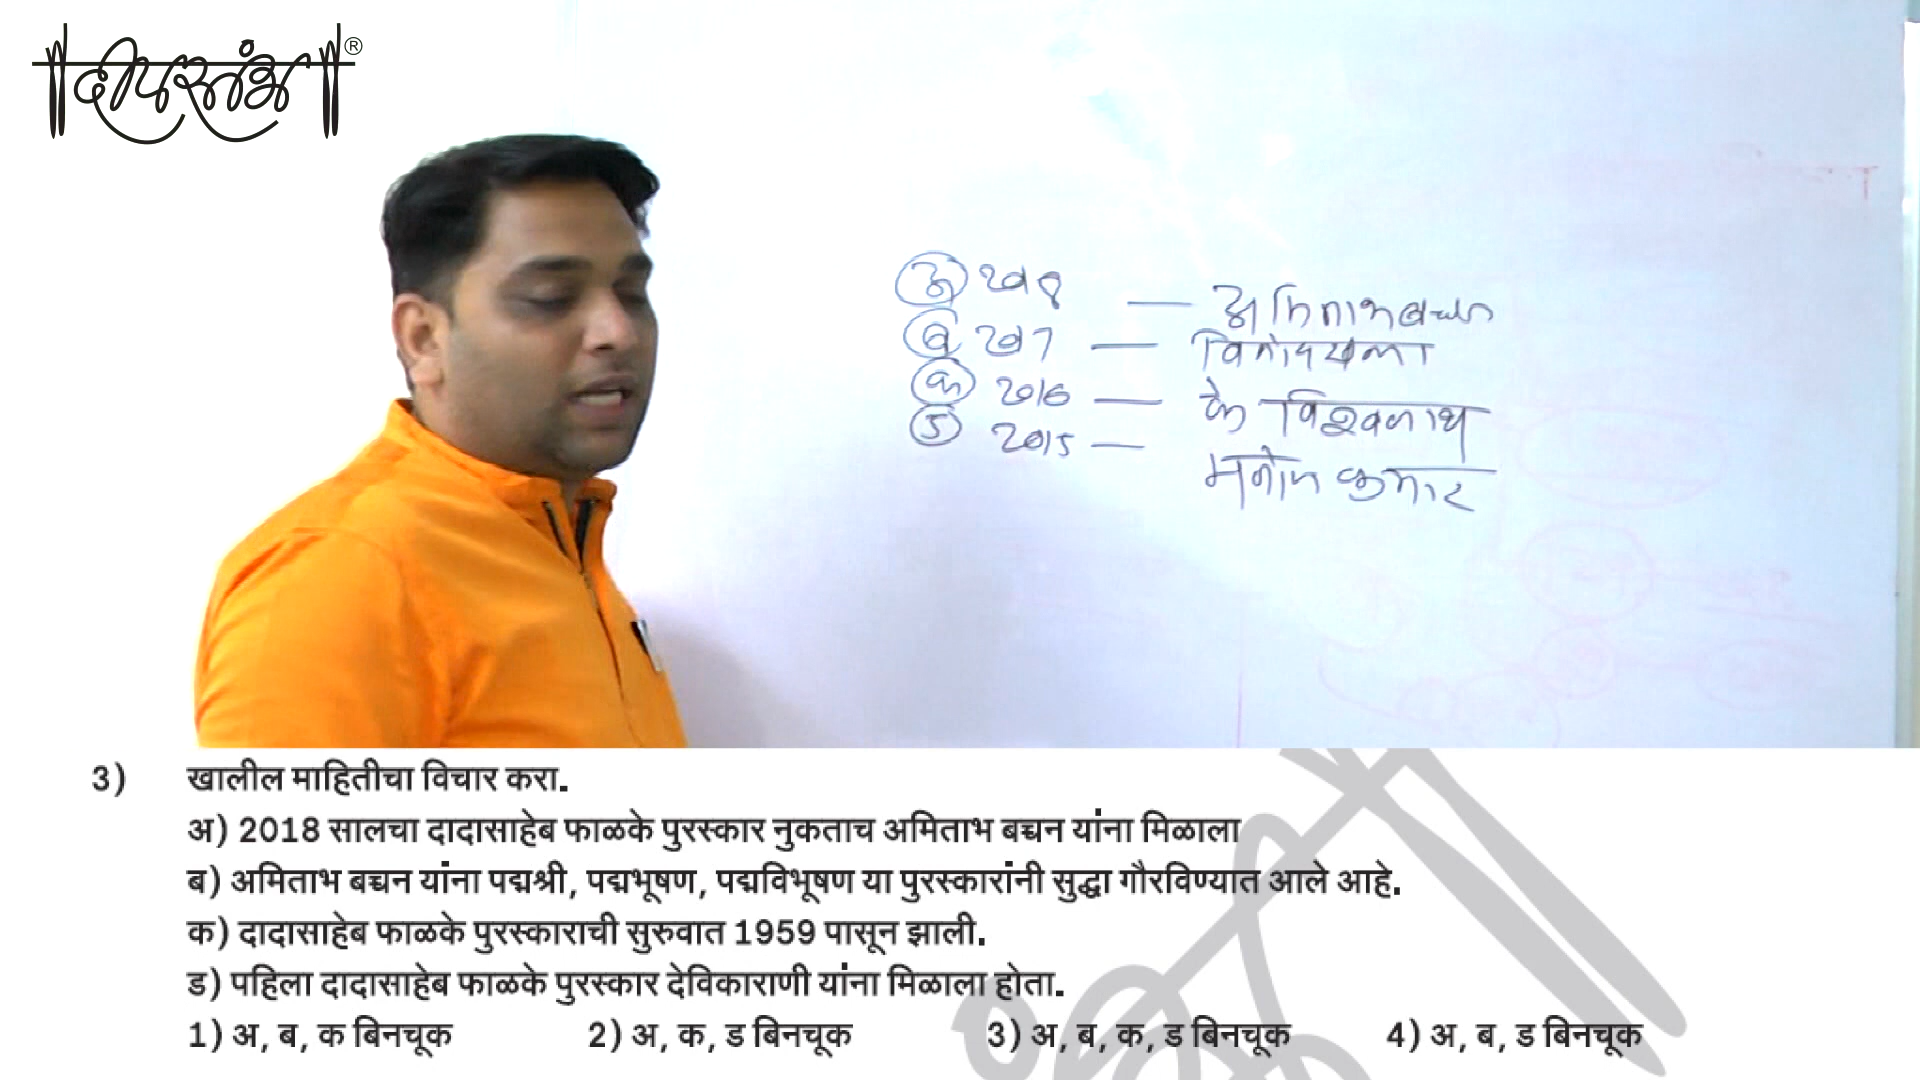 दीपस्तंभ®
अ 2018 — अमिताभ बच्चन
ब 2017 — विनोद खन्ना
क 2016 — के विश्वनाथ
ड 2015 — मनोज कुमार
3) खालील माहितीचा विचार करा.
अ) 2018 सालचा दादासाहेब फाळके पुरस्कार नुकताच अमिताभ बच्चन यांना मिळाला
ब) अमिताभ बच्चन यांना पद्मश्री, पद्मभूषण, पद्मविभूषण या पुरस्कारांनी सुद्धा गौरविण्यात आले आहे.
क) दादासाहेब फाळके पुरस्काराची सुरुवात 1959 पासून झाली.
ड) पहिला दादासाहेब फाळके पुरस्कार देविकाराणी यांना मिळाला होता.
1) अ, ब, क बिनचूक 2) अ, क, ड बिनचूक 3) अ, ब, क, ड बिनचूक 4) अ, ब, ड बिनचूक